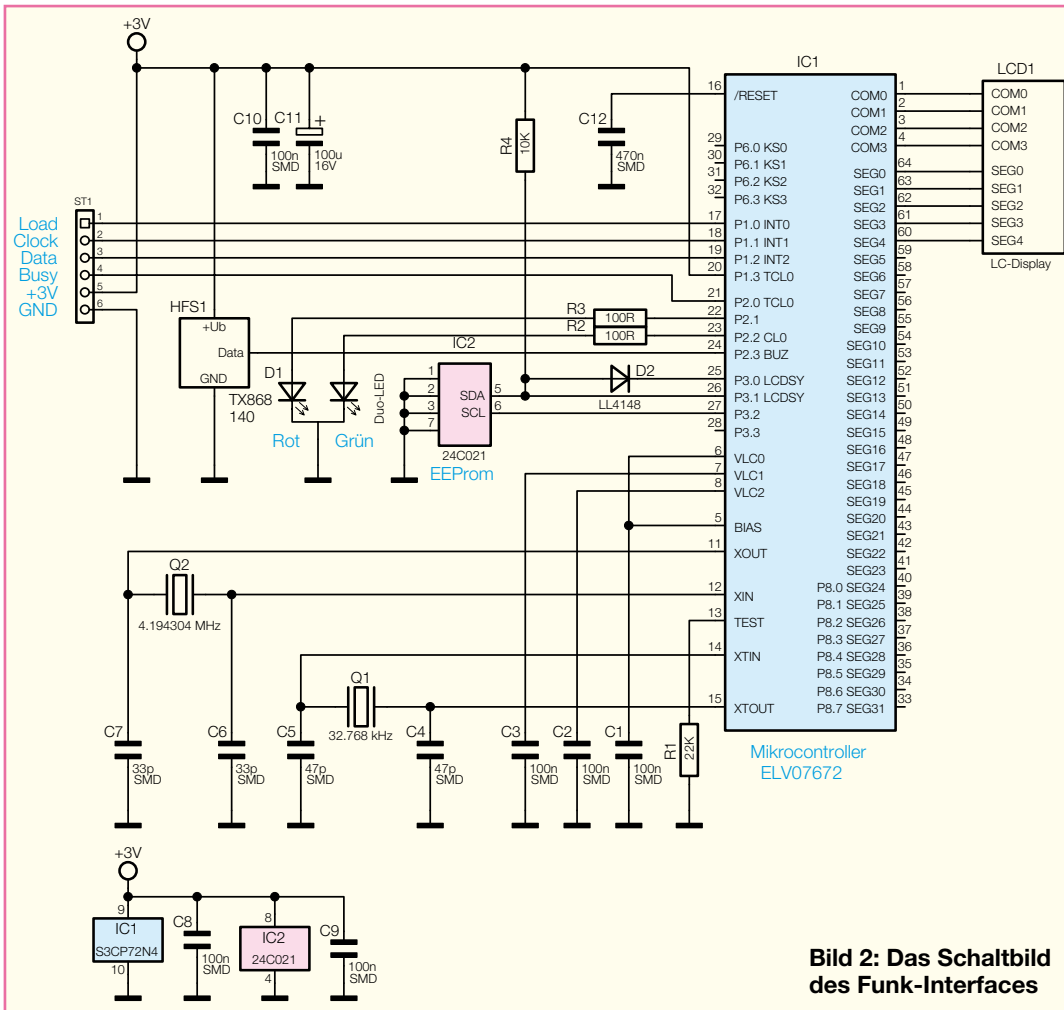 +3V
IC1
LCD1
C10
100n
SMD
C11
+
100u
16V
R4
10K
C12
470n
SMD
16
/RESET
29
P6.0 KS0
30
P6.1 KS1
31
P6.2 KS2
32
P6.3 KS3
17
P1.0 INT0
18
P1.1 INT1
19
P1.2 INT2
20
P1.3 TCL0
21
P2.0 TCL0
22
P2.1
23
P2.2 CL0
24
P2.3 BUZ
25
P3.0 LCDSY
26
P3.1 LCDSY
27
P3.2
28
P3.3
6
VLC0
7
VLC1
8
VLC2
5
BIAS
11
XOUT
12
XIN
13
TEST
14
XTIN
15
XTOUT
COM0
1
COM1
2
COM2
3
COM3
4
SEG0
64
SEG1
63
SEG2
62
SEG3
61
SEG4
60
SEG5
59
SEG6
58
SEG7
57
SEG8
56
SEG9
55
SEG10
54
SEG11
53
SEG12
52
SEG13
51
SEG14
50
SEG15
49
SEG16
48
SEG17
47
SEG18
46
SEG19
45
SEG20
44
SEG21
43
SEG22
42
SEG23
41
P8.0 SEG24
40
P8.1 SEG25
39
P8.2 SEG26
38
P8.3 SEG27
37
P8.4 SEG28
36
P8.5 SEG29
35
P8.6 SEG30
34
P8.7 SEG31
33
COM0
COM1
COM2
COM3
SEG0
SEG1
SEG2
SEG3
SEG4
LC-Display
ST1
Load
1
Clock
2
Data
3
Busy
4
+3V
5
GND
6
HFS1
+Ub
Data
GND
TX868
140
D1
Rot
Grün
Duo-LED
R3
100R
R2
100R
IC2
1
2
3
7
SDA
5
SCL
6
24C021
EEProm
D2
LL4148
Q2
4.194304 MHz
Q1
32.768 kHz
C7
33p
SMD
C6
33p
SMD
C5
47p
SMD
C4
47p
SMD
C3
100n
SMD
C2
100n
SMD
C1
100n
SMD
R1
22K
Mikrocontroller
ELV07672
+3V
9
IC1
S3CP72N4
10
C8
100n
SMD
8
IC2
24C021
4
C9
100n
SMD
Bild 2: Das Schaltbild
des Funk-Interfaces